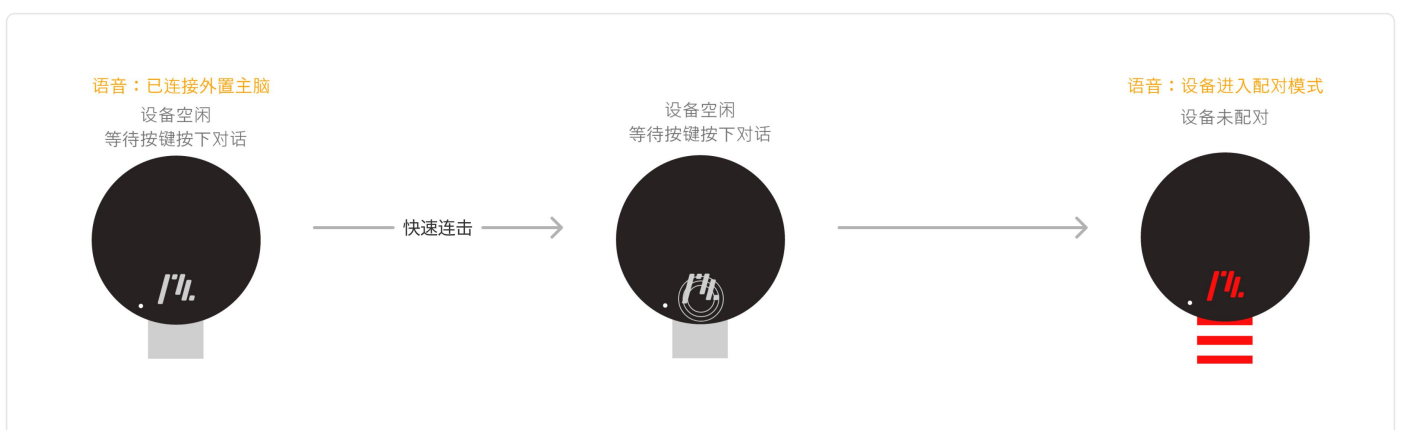 语音：已连接外置主脑
设备空闲
等待按键按下对话
快速连击
设备空闲
等待按键按下对话
语音：设备进入配对模式
设备未配对